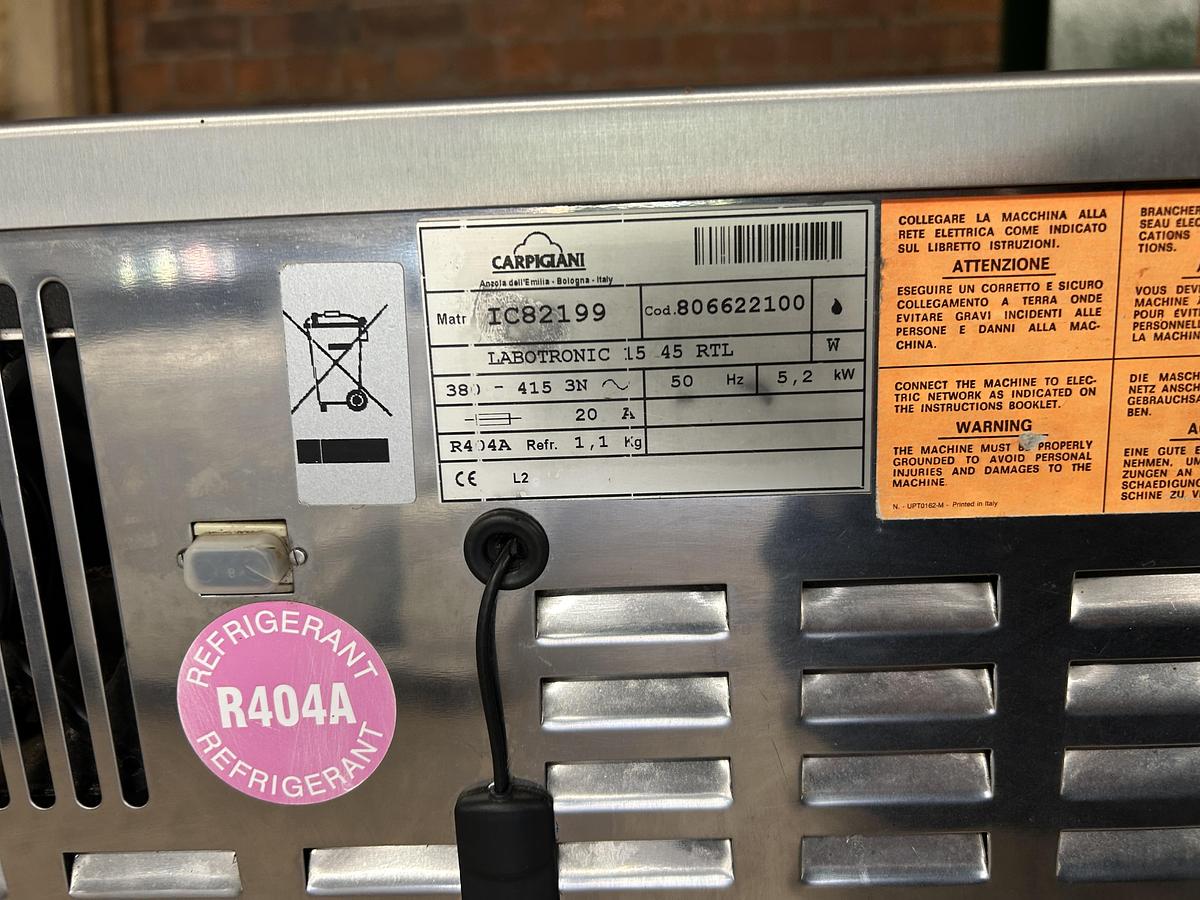 CARPIGIANI
Anzola dell'Emilia - Bologna - Italy
Matr IC82199 Cod. 806622100
LABOTRONIC 15 45 RTL W
380 - 415 3N 50 Hz 5,2 kW
20 A
R404A Refr. 1,1 Kg
CE L2
COLLEGARE LA MACCHINA ALLA
RETE ELETTRICA COME INDICATO
SUL LIBRETTO ISTRUZIONI.
ATTENZIONE
ESEGUIRE UN CORRETTO E SICURO
COLLEGAMENTO A TERRA ONDE
EVITARE GRAVI INCIDENTI ALLE
PERSONE E DANNI ALLA MAC-
CHINA.
BRANCHER
SEAU ÉLEC
CATIONS
TIONS.
VOUS DEVE
MACHINE
POUR ÉVIT
PERSONNEL
LA MACHIN
CONNECT THE MACHINE TO ELEC-
TRIC NETWORK AS INDICATED ON
THE INSTRUCTIONS BOOKLET.
WARNING
THE MACHINE MUST BE PROPERLY
GROUNDED TO AVOID PERSONAL
INJURIES AND DAMAGES TO THE
MACHINE.
N. - UPT0162-M - Printed in Italy
DIE MASCH
NETZ ANSCH
GEBRAUCHSA
BEN.
EINE GUTE E
NEHMEN, UM
ZUNGEN AN
SCHAEDIGUNG
SCHINE ZU V
REFRIGERANT
R404A
REFRIGERANT